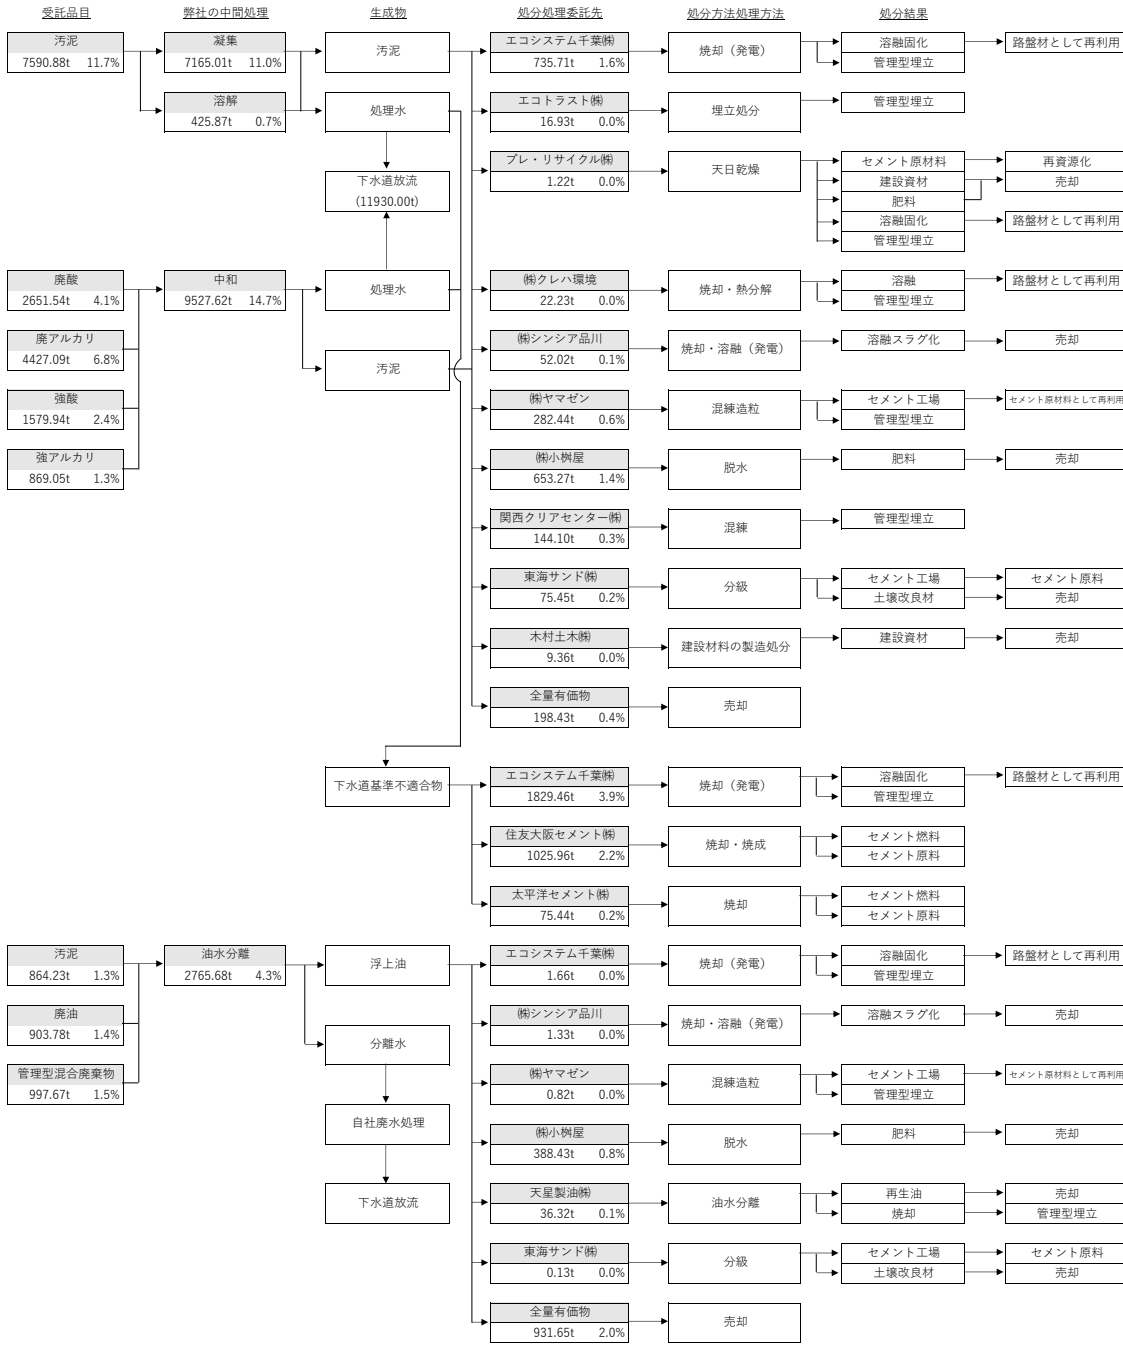 受託品目 弊社の中間処理 生成物 処分処理委託先 処分方法処理方法 処分結果
汚泥 凝集 汚泥 エコシステム千葉㈱ 焼却（発電） 溶融固化 路盤材として再利用
7590.88t 11.7% 7165.01t 11.0% 735.71t 1.6% 管理型埋立
溶解 処理水 エコトラスト㈱ 埋立処分 管理型埋立
425.87t 0.7% 16.93t 0.0%
下水道放流 プレ・リサイクル㈱ 天日乾燥 セメント原材料 再資源化
(11930.00t) 1.22t 0.0% 建設資材 売却
肥料
溶融固化 路盤材として再利用
管理型埋立
廃酸 中和 処理水 ㈱クレハ環境 焼却・熱分解 溶融 路盤材として再利用
2651.54t 4.1% 9527.62t 14.7% 22.23t 0.0% 管理型埋立
廃アルカリ 汚泥 ㈱シンシア品川 焼却・溶融（発電） 溶融スラグ化 売却
4427.09t 6.8% 52.02t 0.1%
強酸 ㈱ヤマゼン 混練造粒 セメント工場 セメント原材料として再利用
1579.94t 2.4% 282.44t 0.6% 管理型埋立
強アルカリ ㈱小桝屋 脱水 肥料 売却
869.05t 1.3% 653.27t 1.4%
関西クリアセンター㈱ 混練 管理型埋立
144.10t 0.3%
東海サンド㈱ 分級 セメント工場 セメント原料
75.45t 0.2% 土壌改良材 売却
木村土木㈱ 建設材料の製造処分 建設資材 売却
9.36t 0.0%
全量有価物 売却
198.43t 0.4%
下水道基準不適合物 エコシステム千葉㈱ 焼却（発電） 溶融固化 路盤材として再利用
1829.46t 3.9% 管理型埋立
住友大阪セメント㈱ 焼却・焼成 セメント燃料
1025.96t 2.2% セメント原料
太平洋セメント㈱ 焼却 セメント燃料
75.44t 0.2% セメント原料
汚泥 油水分離 浮上油 エコシステム千葉㈱ 焼却（発電） 溶融固化 路盤材として再利用
864.23t 1.3% 2765.68t 4.3% 1.66t 0.0% 管理型埋立
廃油 分離水 ㈱シンシア品川 焼却・溶融（発電） 溶融スラグ化 売却
903.78t 1.4% 1.33t 0.0%
管理型混合廃棄物 ㈱ヤマゼン 混練造粒 セメント工場 セメント原材料として再利用
997.67t 1.5% 0.82t 0.0% 管理型埋立
自社廃水処理 ㈱小桝屋 脱水 肥料 売却
388.43t 0.8%
下水道放流 天星製油㈱ 油水分離 再生油 売却
36.32t 0.1% 焼却 管理型埋立
東海サンド㈱ 分級 セメント工場 セメント原料
0.13t 0.0% 土壌改良材 売却
全量有価物 売却
931.65t 2.0%